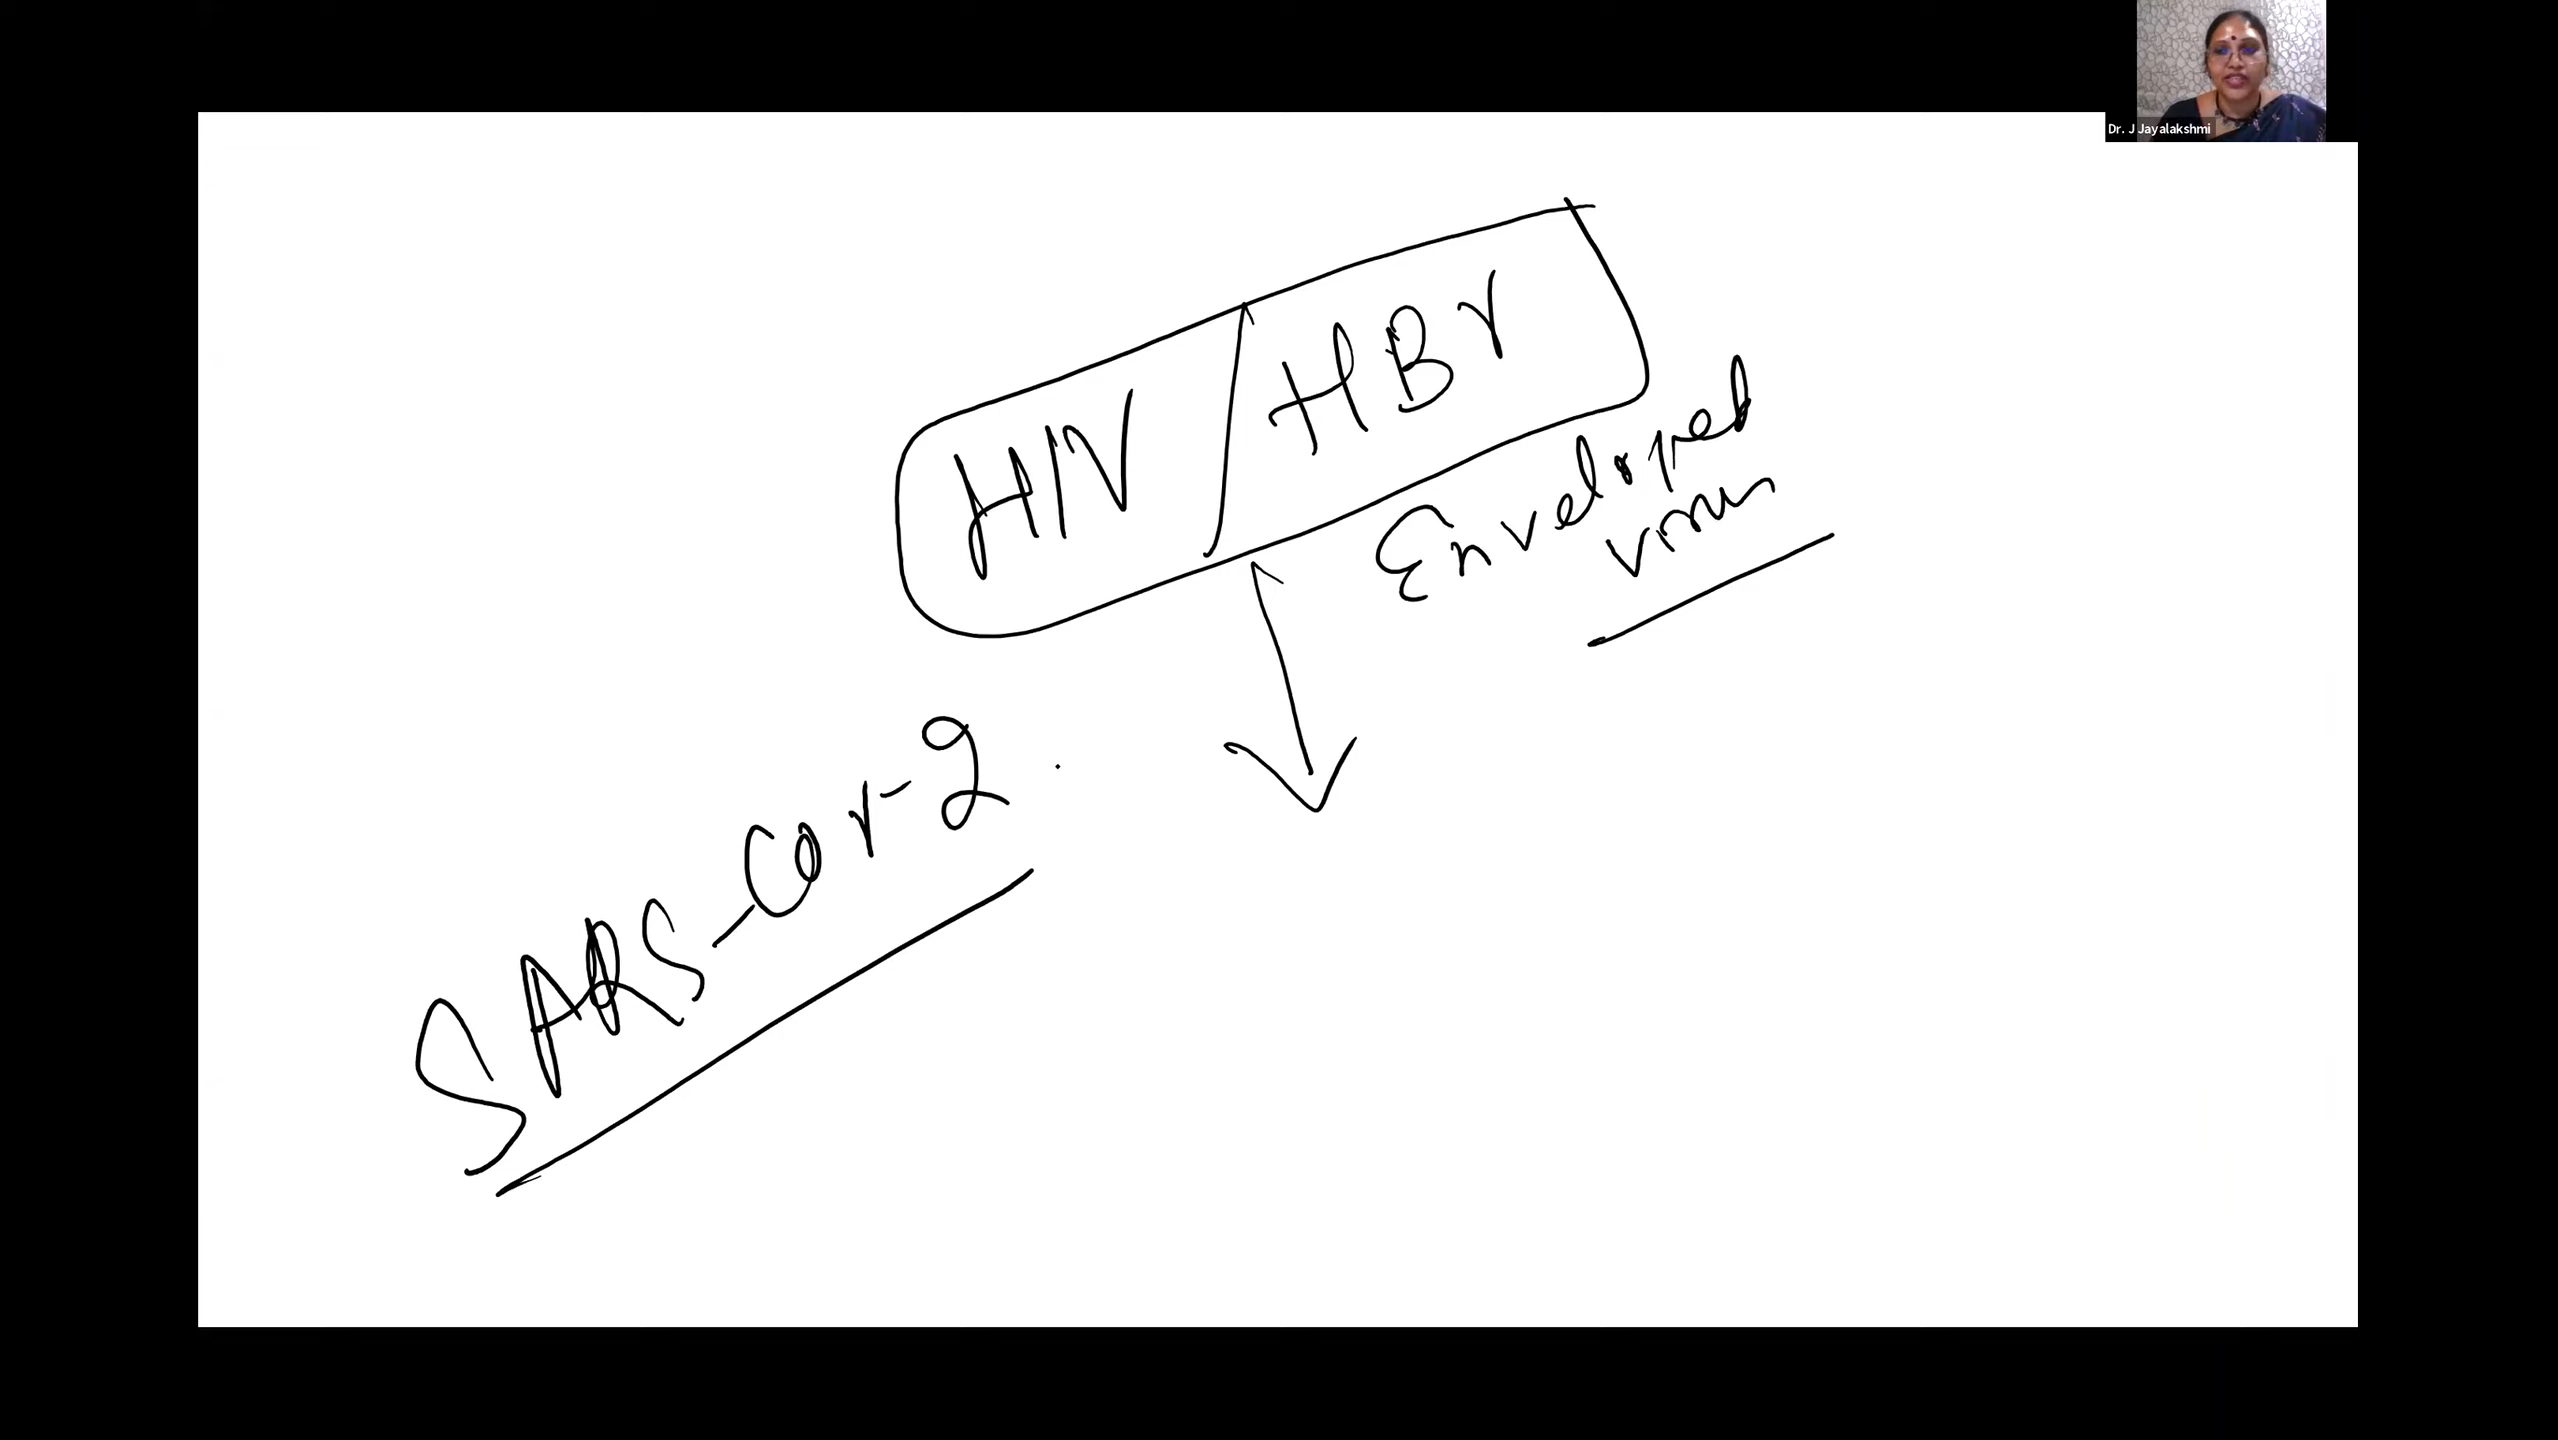 Dr. J Jayalakshmi
HIV / HBV
Enveloped
virus
SARS-Cov-2